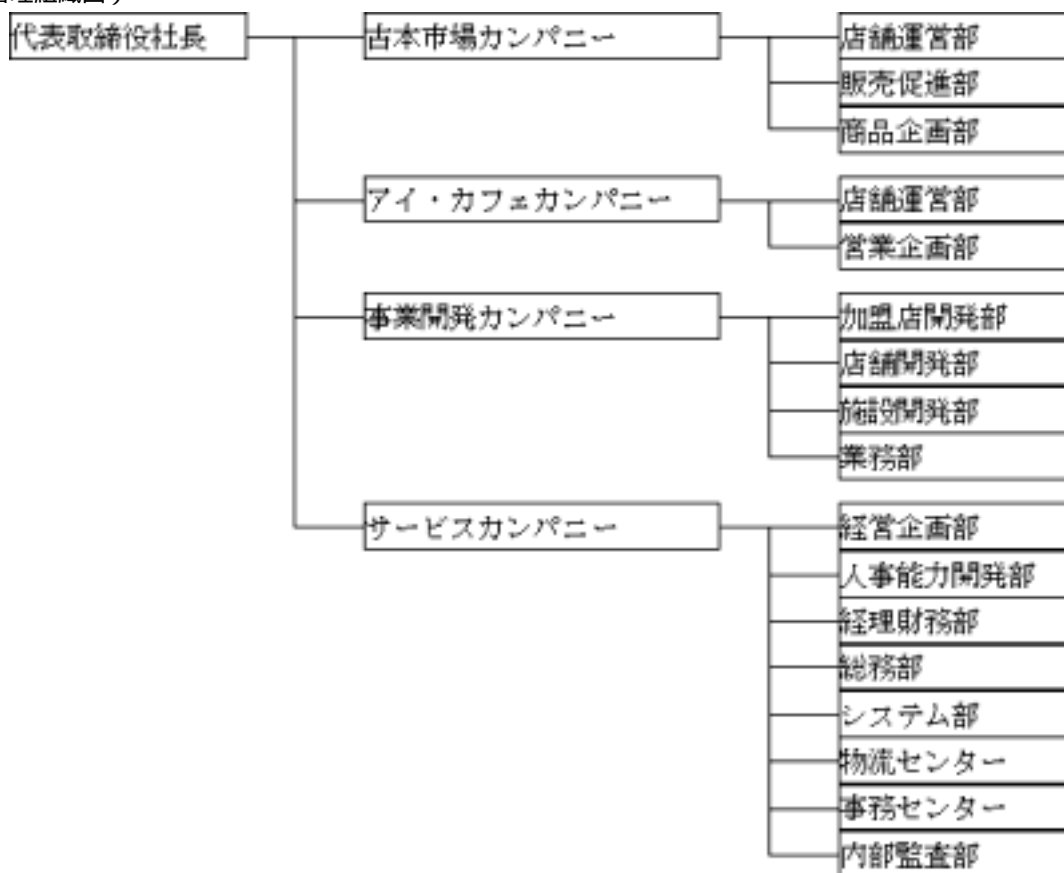 代表取締役社長
古本市場カンパニー
店舗運営部
販売促進部
商品企画部
アイ・カフェカンパニー
店舗運営部
営業企画部
事業開発カンパニー
加盟店開発部
店舗開発部
施設開発部
業務部
サービスカンパニー
経営企画部
人事能力開発部
経理財務部
総務部
システム部
物流センター
事務センター
内部監査部